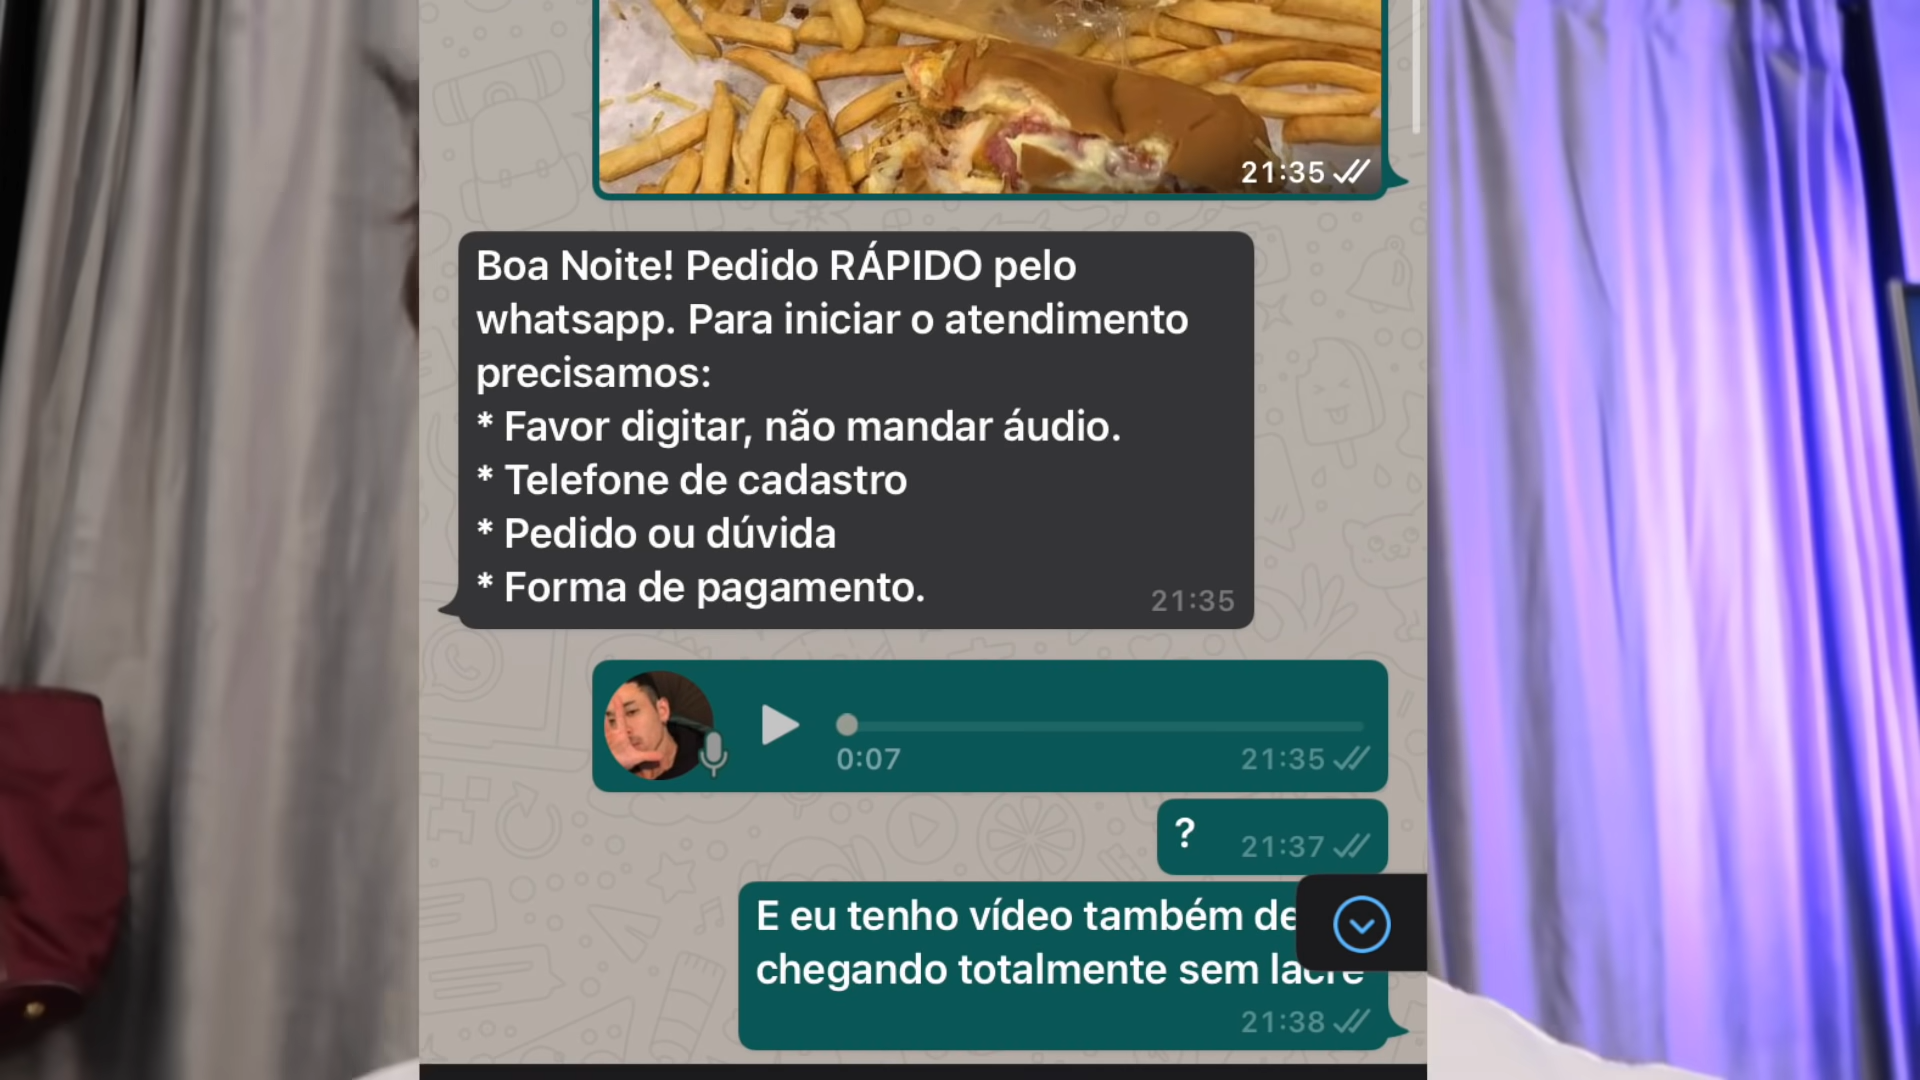 21:35
Boa Noite! Pedido RÁPIDO pelo
whatsapp. Para iniciar o atendimento
precisamos:
* Favor digitar, não mandar áudio.
* Telefone de cadastro
* Pedido ou dúvida
* Forma de pagamento.
21:35
0:07
21:35
?
21:37
E eu tenho vídeo também de
chegando totalmente sem lacre
21:38